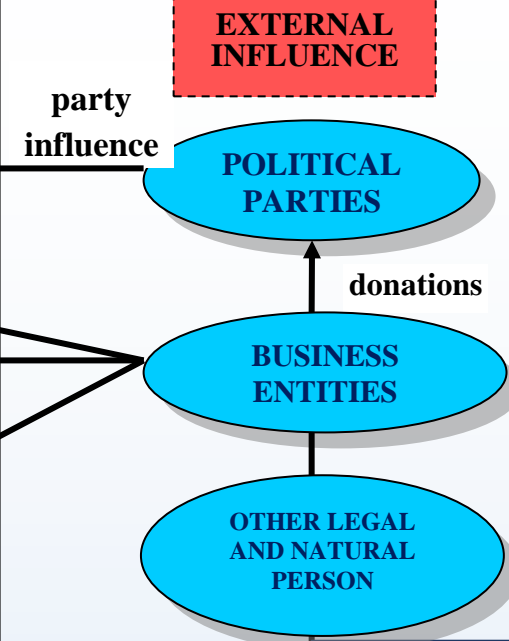 EXTERNAL
INFLUENCE
party
influence
POLITICAL
PARTIES
donations
BUSINESS
ENTITIES
OTHER LEGAL
AND NATURAL
PERSON